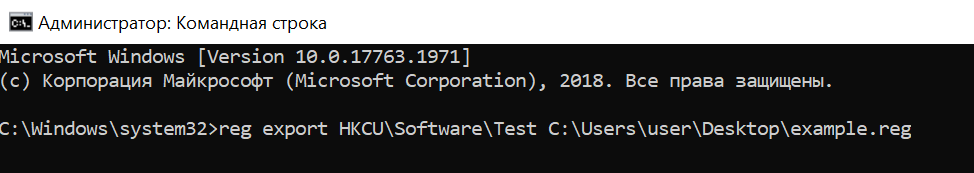 Администратор: Командная строка
Microsoft Windows [Version 10.0.17763.1971]
(c) Корпорация Майкрософт (Microsoft Corporation), 2018. Все права защищены.
C:\Windows\system32>reg export HKCU\Software\Test C:\Users\user\Desktop\example.reg